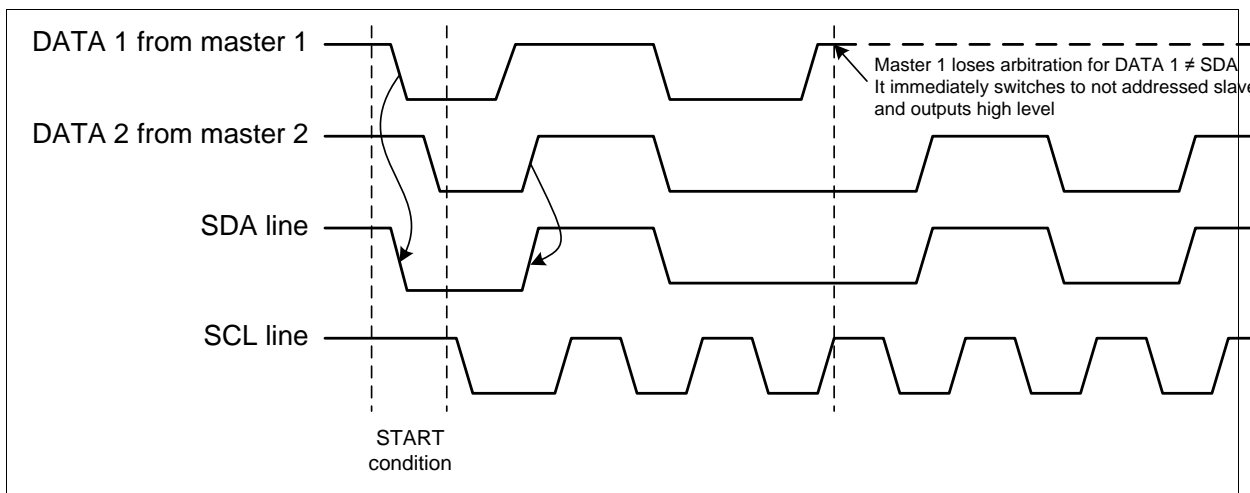 DATA 1 from master 1
Master 1 loses arbitration for DATA 1 ≠ SDA
It immediately switches to not addressed slave
and outputs high level
DATA 2 from master 2
SDA line
SCL line
START
condition